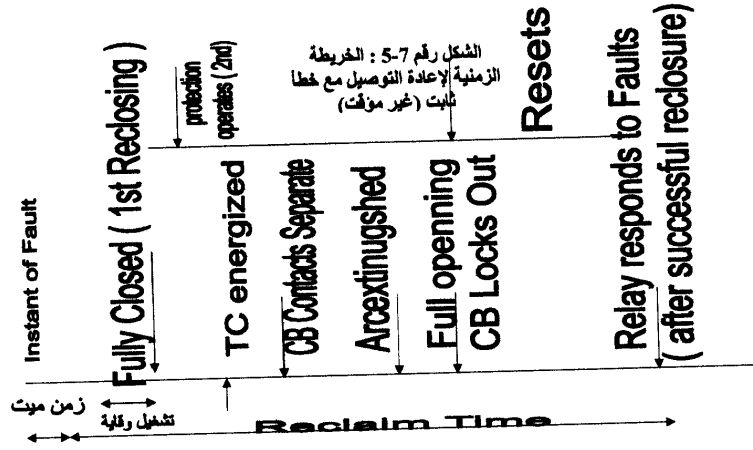 Instant of Fault
Fully Closed ( 1st Reclosing )
protection
operates ( 2nd)
TC energized
CB Contacts Separate
الشكل رقم 7-5 : الخريطة
الزمنية لإعادة التوصيل مع خطا
ثابت (غير مؤقت)
Arcextinugshed
Full openning
CB Locks Out
Resets
Relay responds to Faults
( after successful reclosure)
زمن ميت
تشغيل وقاية
Reclaim Time